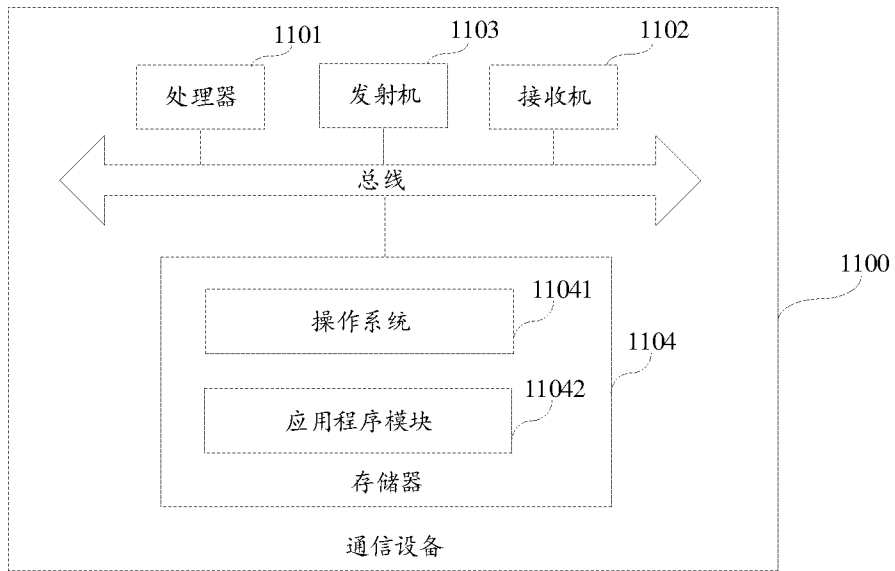 1101
1103
1102
处理器
发射机
接收机
总线
1100
11041
操作系统
1104
11042
应用程序模块
存储器
通信设备